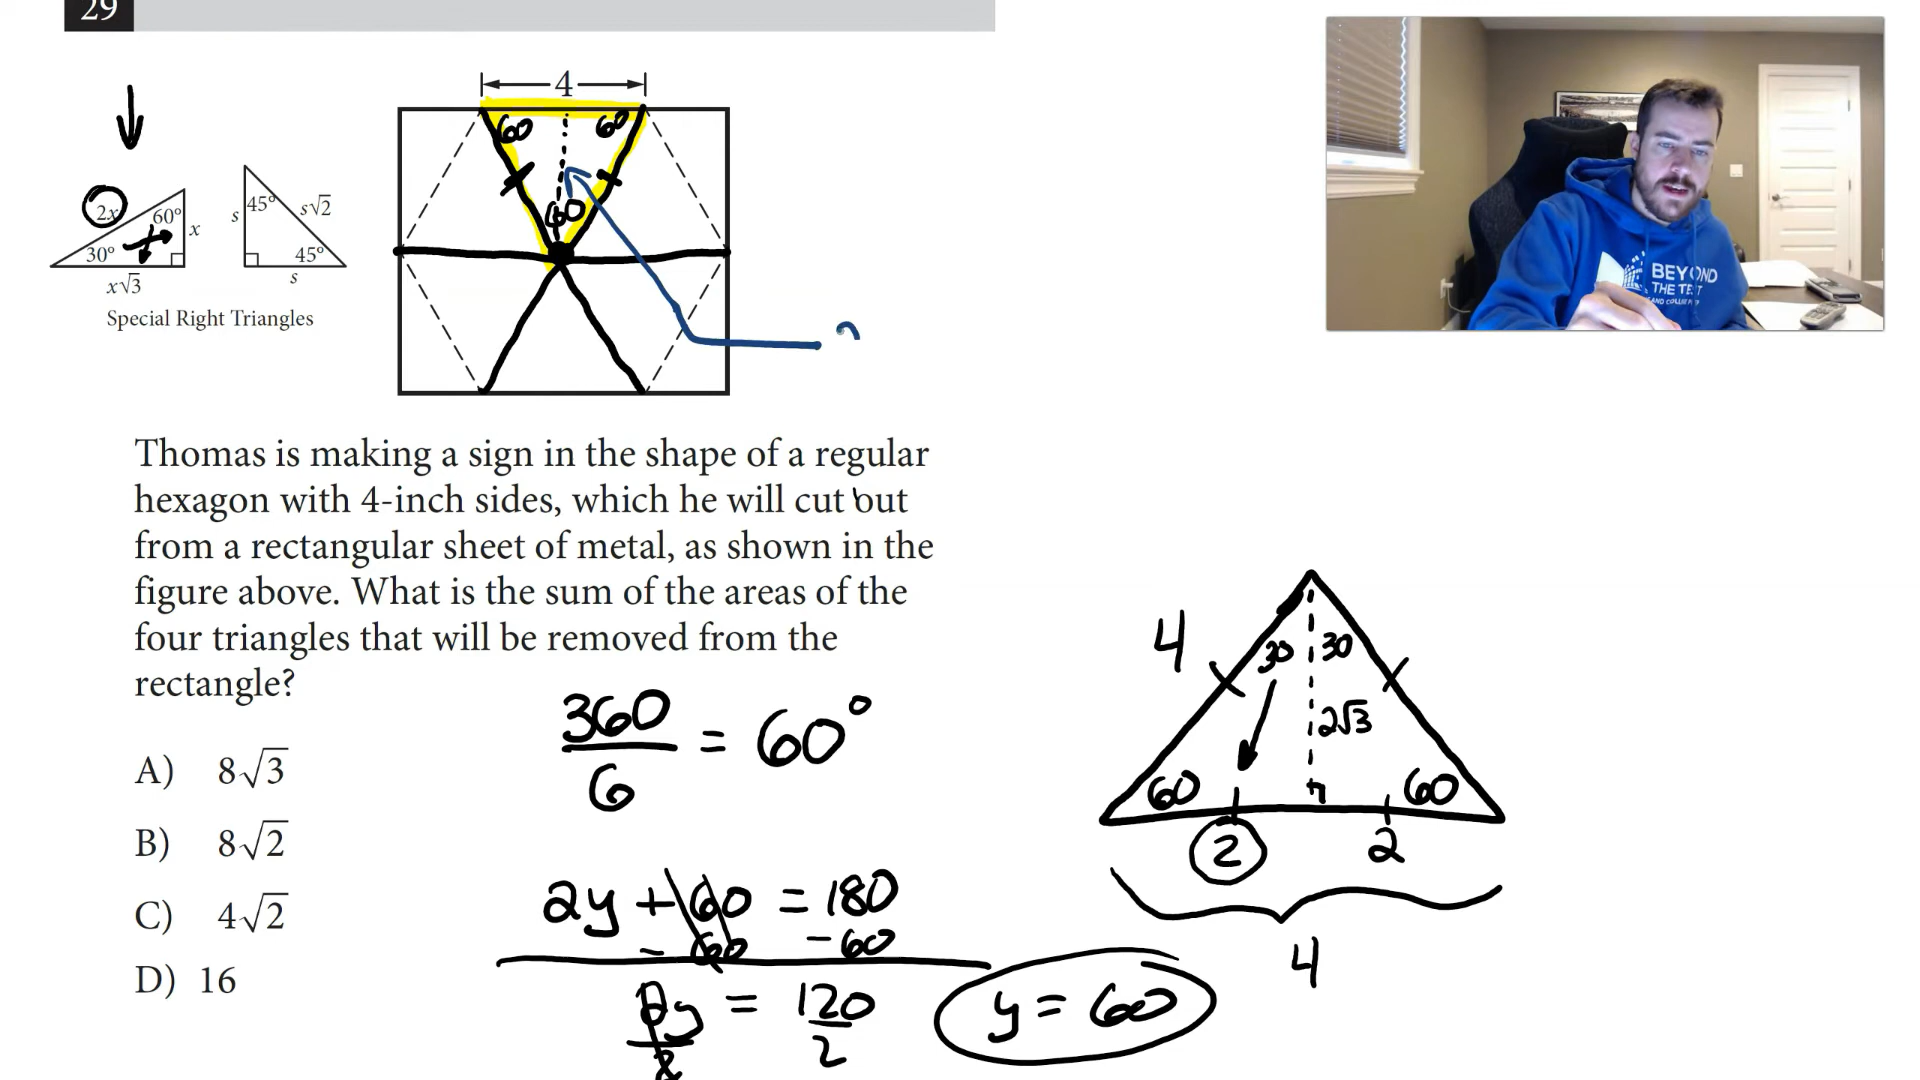 29
4
60 60
60
2x 60° x
30°
x√3
45° s√2
s 45°
s
Special Right Triangles
BEYOND
THE TEST
Thomas is making a sign in the shape of a regular
hexagon with 4-inch sides, which he will cut out
from a rectangular sheet of metal, as shown in the
figure above. What is the sum of the areas of the
four triangles that will be removed from the
rectangle?
A) 8√3
B) 8√2
C) 4√2
D) 16
360/6 = 60°
2y + 60 = 180
- 60 -60
2y/2 = 120/2
y = 60
4
30 30
2√3
60 60
2 2
4